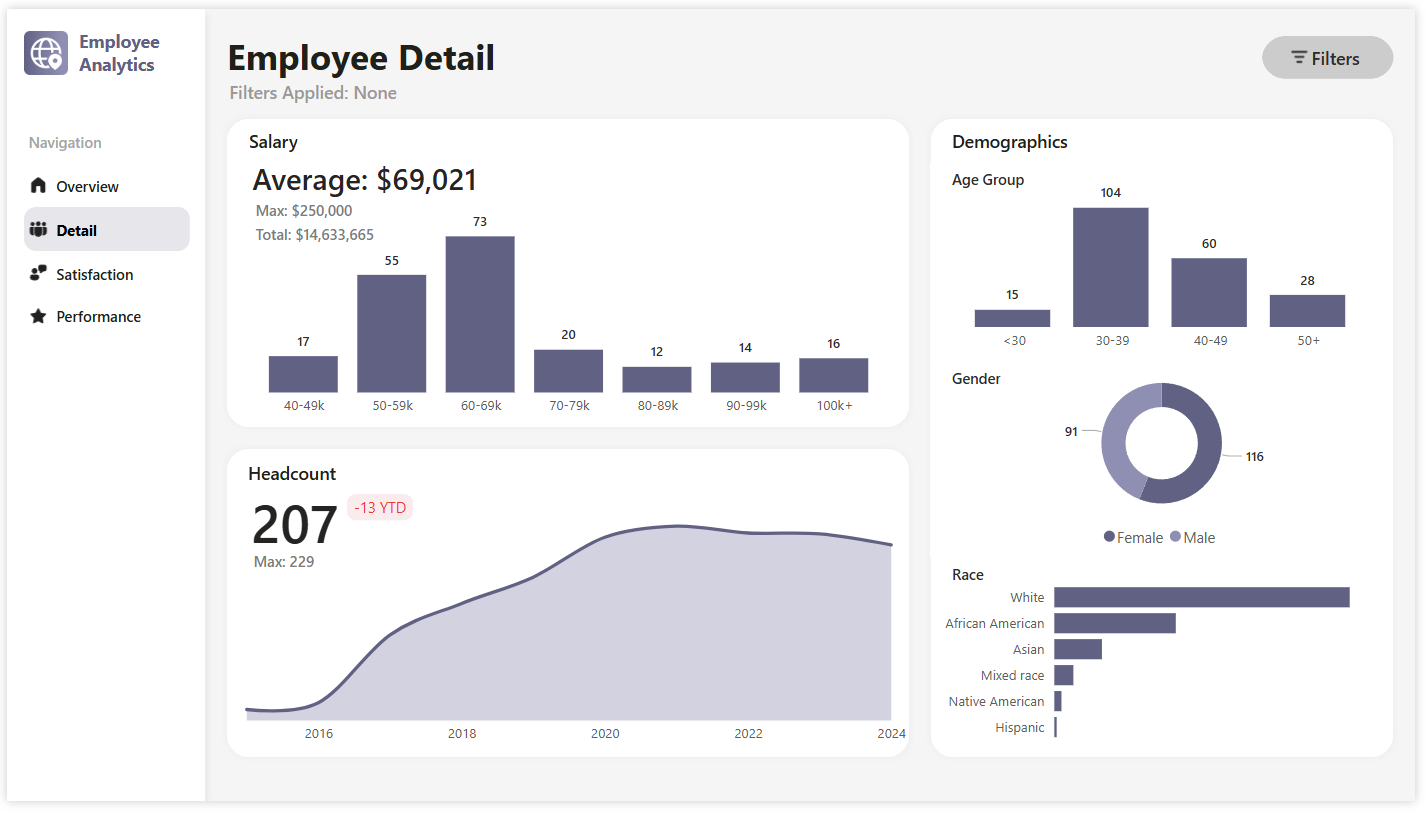 Employee
Analytics
Navigation
Overview
Detail
Satisfaction
Performance
Employee Detail
Filters Applied: None
Filters
Salary
Average: $69,021
Max: $250,000
Total: $14,633,665
17
55
73
20
12
14
16
40-49k
50-59k
60-69k
70-79k
80-89k
90-99k
100k+
Headcount
207
-13 YTD
Max: 229
2016
2018
2020
2022
2024
Demographics
Age Group
15
104
60
28
<30
30-39
40-49
50+
Gender
91
116
Female
Male
Race
White
African American
Asian
Mixed race
Native American
Hispanic